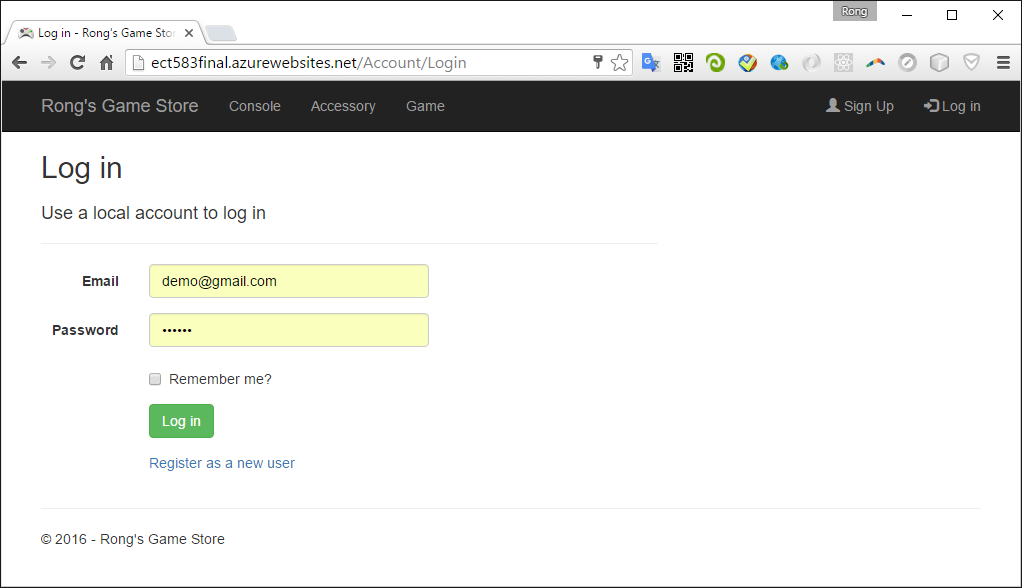 Rong
Log in - Rong's Game Stor
ect583final.azurewebsites.net/Account/Login
Rong's Game Store Console Accessory Game Sign Up Log in
Log in
Use a local account to log in
Email demo@gmail.com
Password ••••••
Remember me?
Log in
Register as a new user
© 2016 - Rong's Game Store